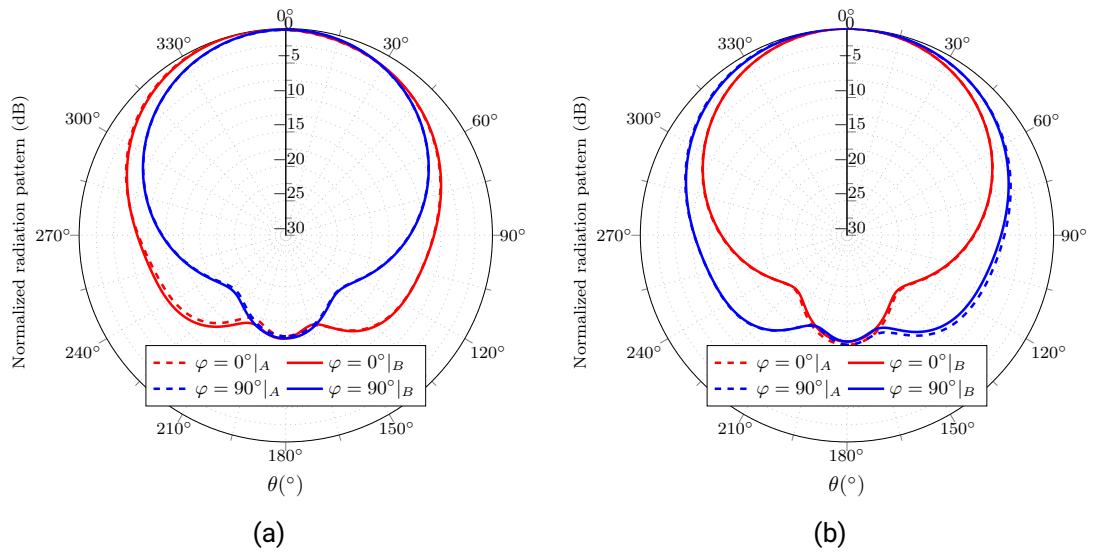 0°
330°
30°
300°
60°
270°
90°
240°
120°
210°
150°
180°
0
−5
−10
−15
−20
−25
−30
Normalized radiation pattern (dB)
θ(°)
φ = 0°|A
φ = 0°|B
φ = 90°|A
φ = 90°|B
(a)
0°
330°
30°
300°
60°
270°
90°
240°
120°
210°
150°
180°
0
−5
−10
−15
−20
−25
−30
Normalized radiation pattern (dB)
θ(°)
φ = 0°|A
φ = 0°|B
φ = 90°|A
φ = 90°|B
(b)